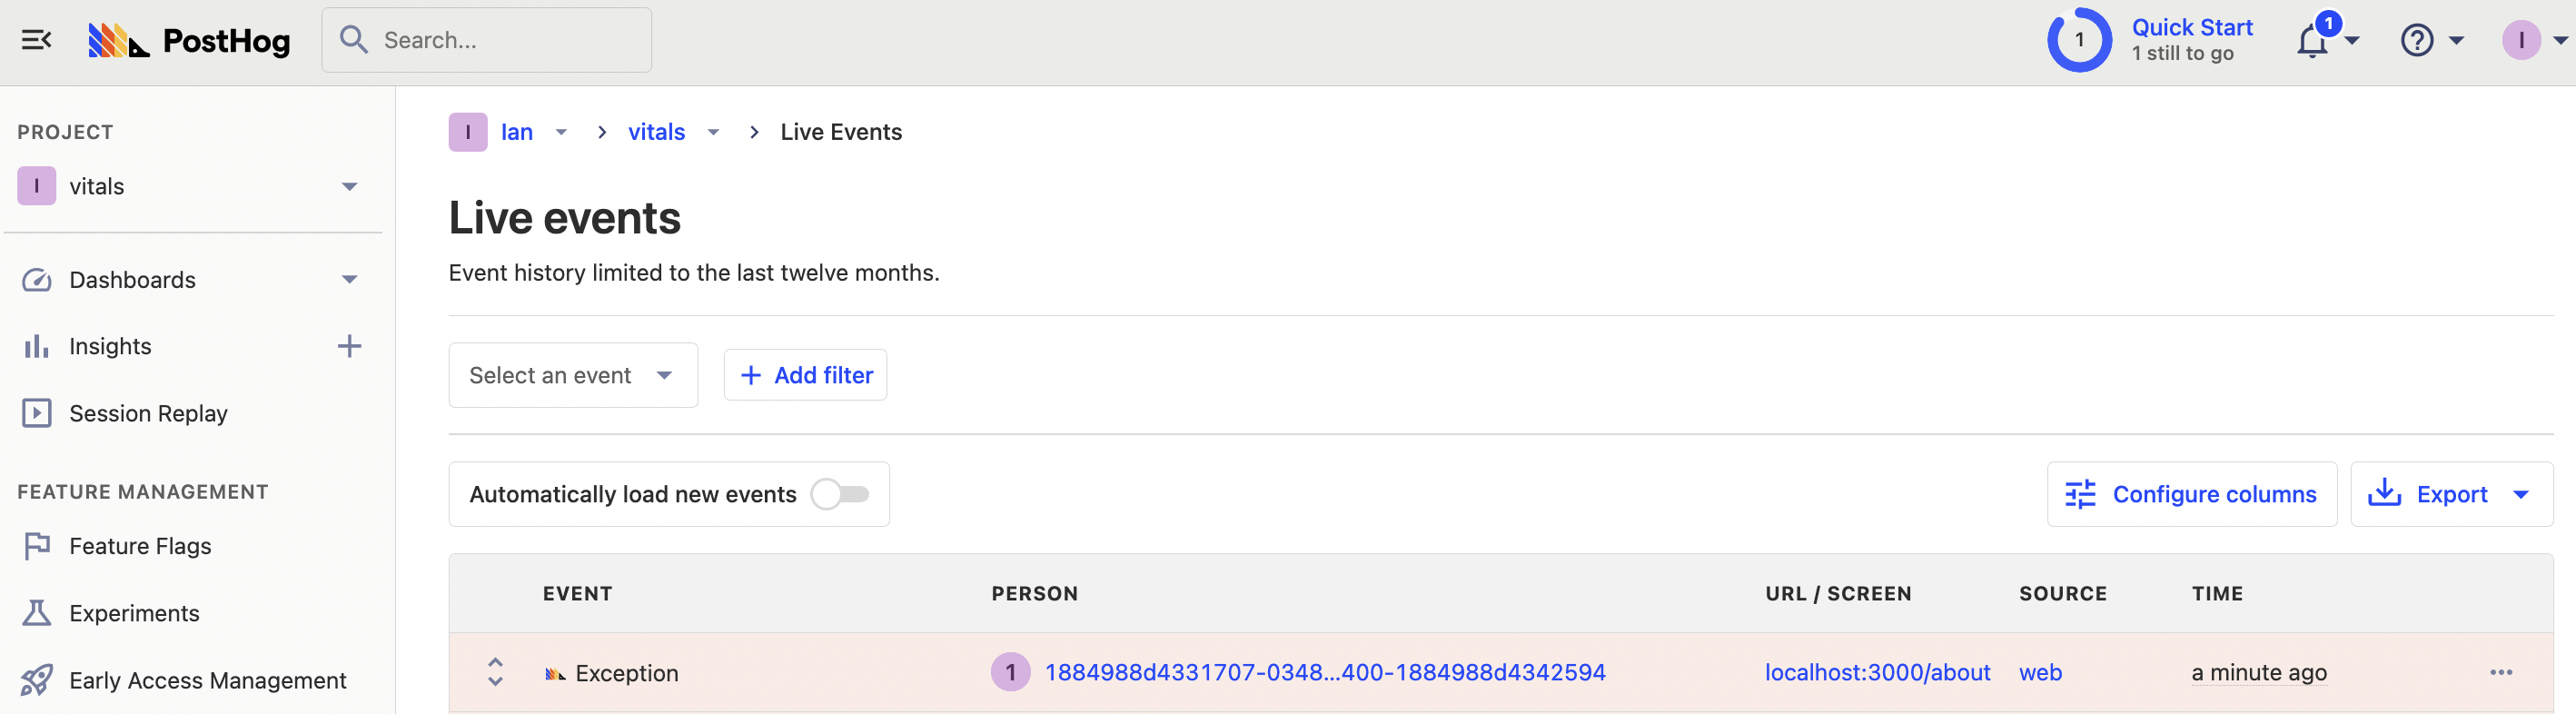 PostHog
Search...
1
Quick Start
1 still to go
1
I
PROJECT
I vitals
Dashboards
Insights
Session Replay
FEATURE MANAGEMENT
Feature Flags
Experiments
Early Access Management
I Ian vitals Live Events
Live events
Event history limited to the last twelve months.
Select an event
Add filter
Automatically load new events
Configure columns
Export
EVENT PERSON URL / SCREEN SOURCE TIME
Exception 1 1884988d4331707-0348...400-1884988d4342594 localhost:3000/about web a minute ago